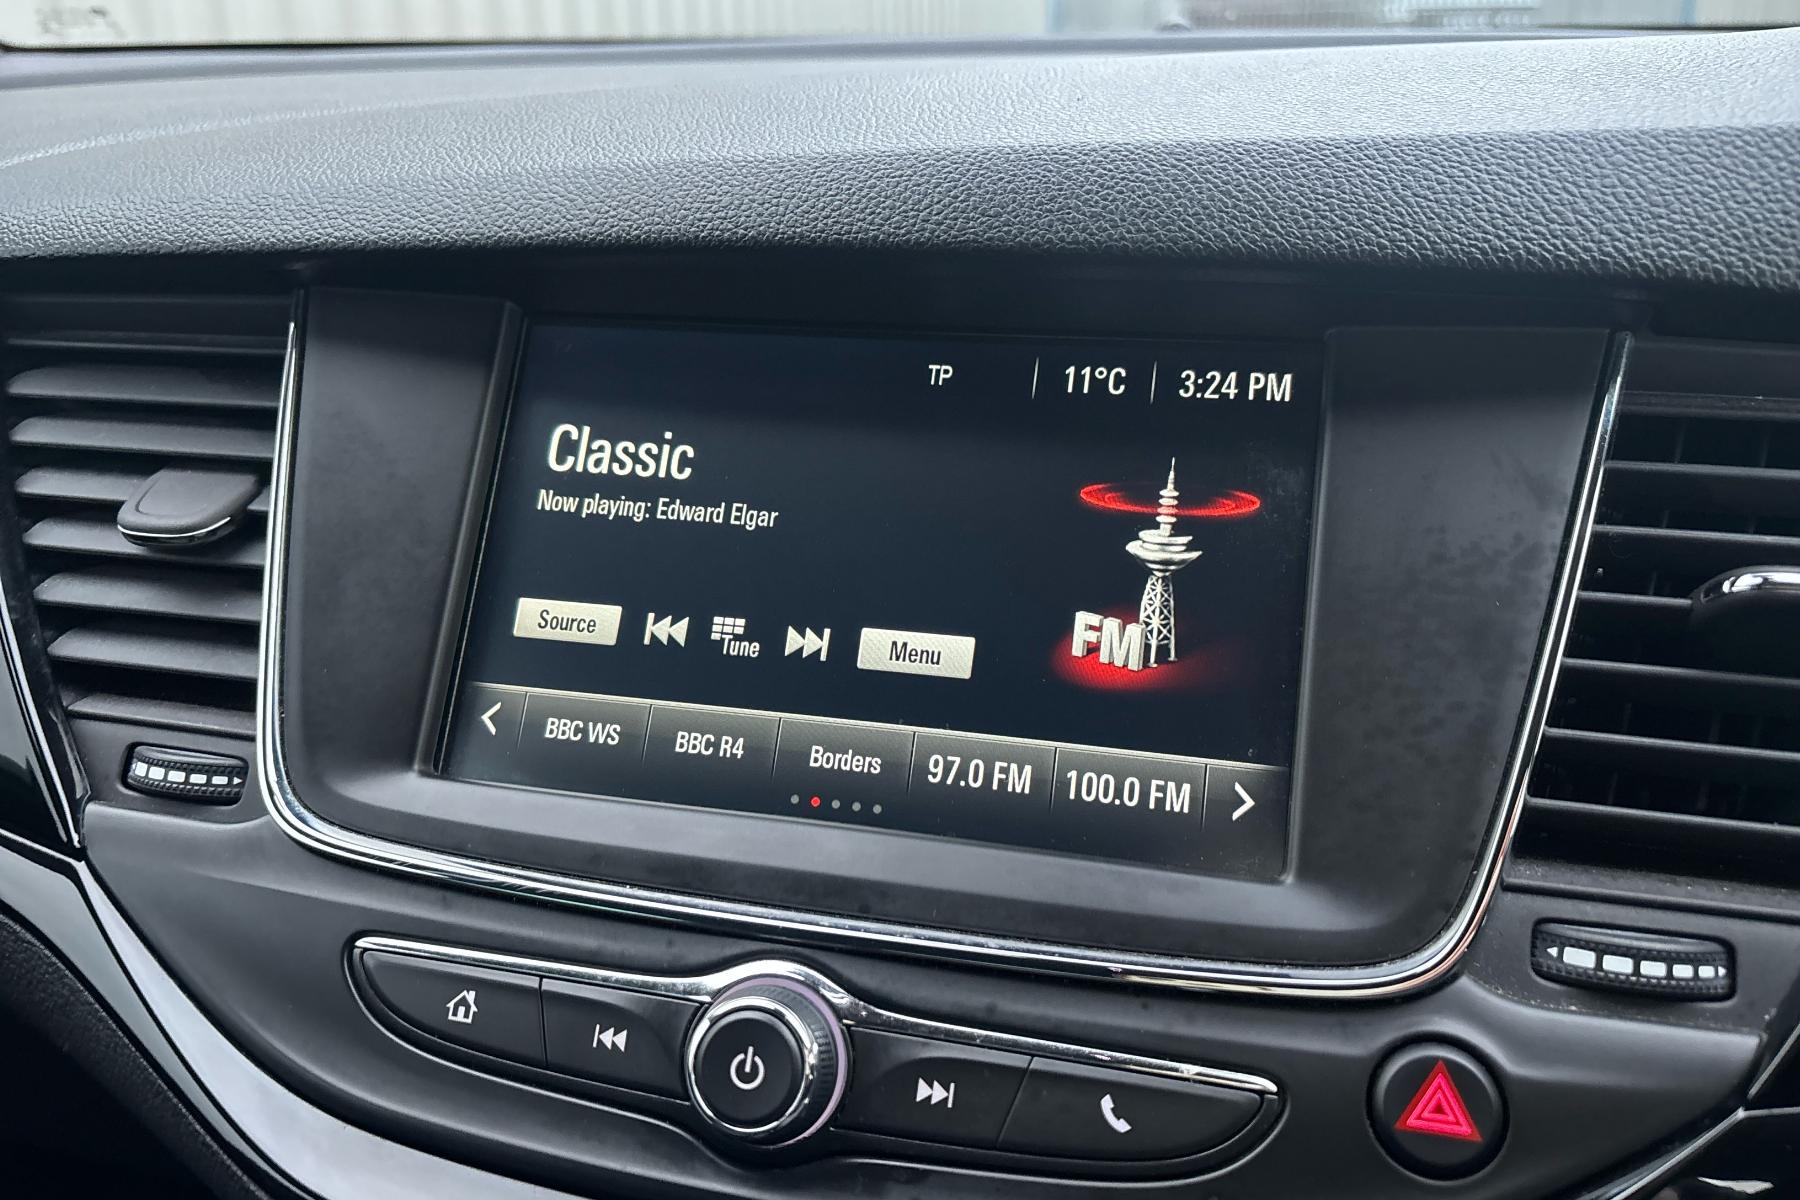 TP 11°C 3:24 PM
Classic
Now playing: Edward Elgar
Source Tune Menu
FM
BBC WS BBC R4 Borders 97.0 FM 100.0 FM